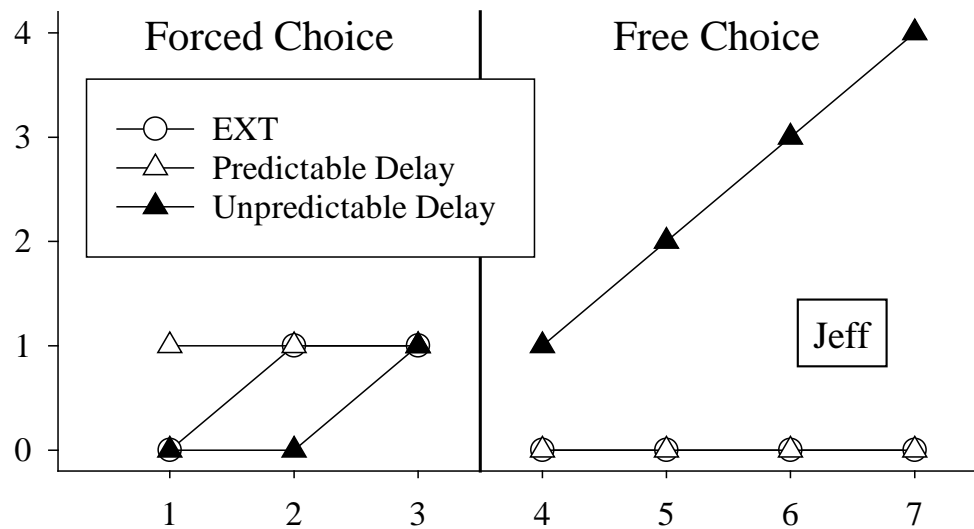 Forced Choice
Free Choice
EXT
Predictable Delay
Unpredictable Delay
Jeff
4
3
2
1
0
1 2 3 4 5 6 7